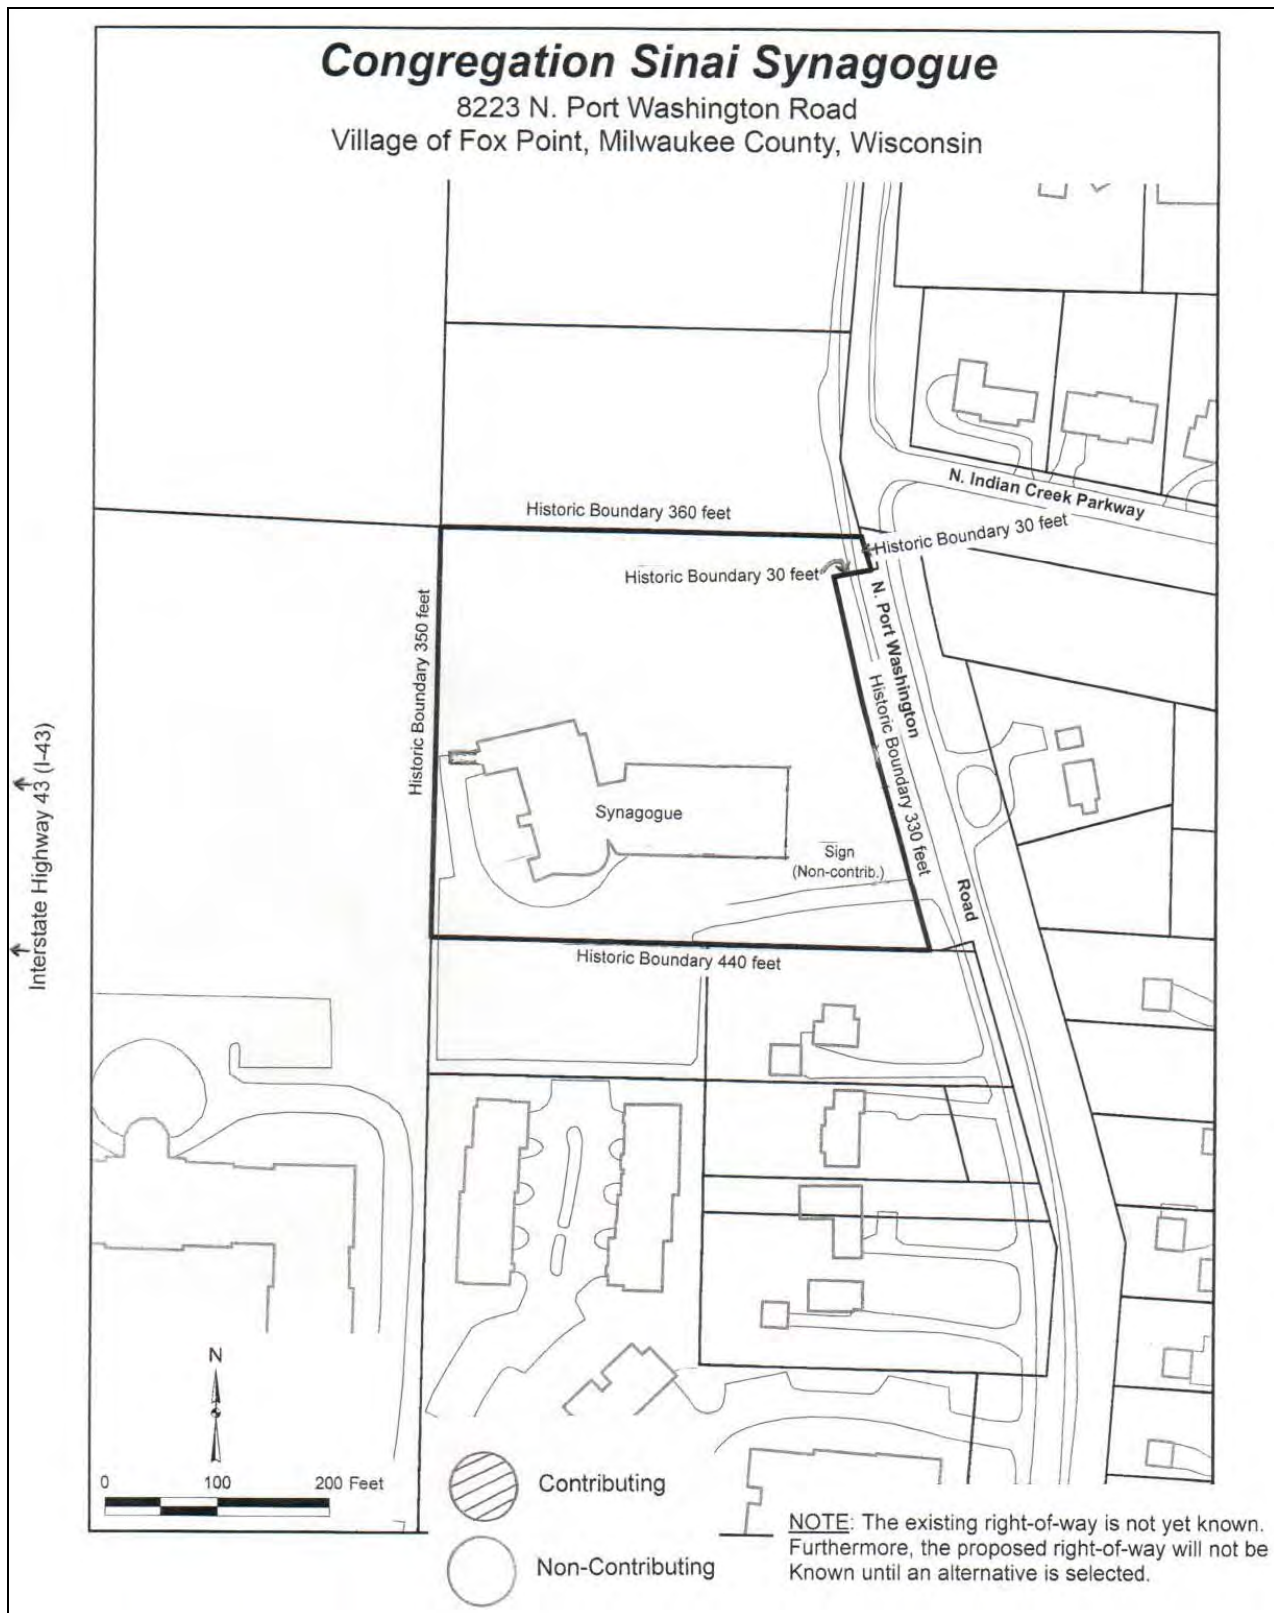 Congregation Sinai Synagogue
8223 N. Port Washington Road
Village of Fox Point, Milwaukee County, Wisconsin
N. Indian Creek Parkway
Historic Boundary 360 feet
Historic Boundary 30 feet
Historic Boundary 30 feet
N. Port Washington
Road
Historic Boundary 350 feet
Historic Boundary 330 feet
Interstate Highway 43 (I-43)
Synagogue
Sign
(Non-contrib.)
Historic Boundary 440 feet
N
0 100 200 Feet
Contributing
Non-Contributing
NOTE: The existing right-of-way is not yet known.
Furthermore, the proposed right-of-way will not be
Known until an alternative is selected.